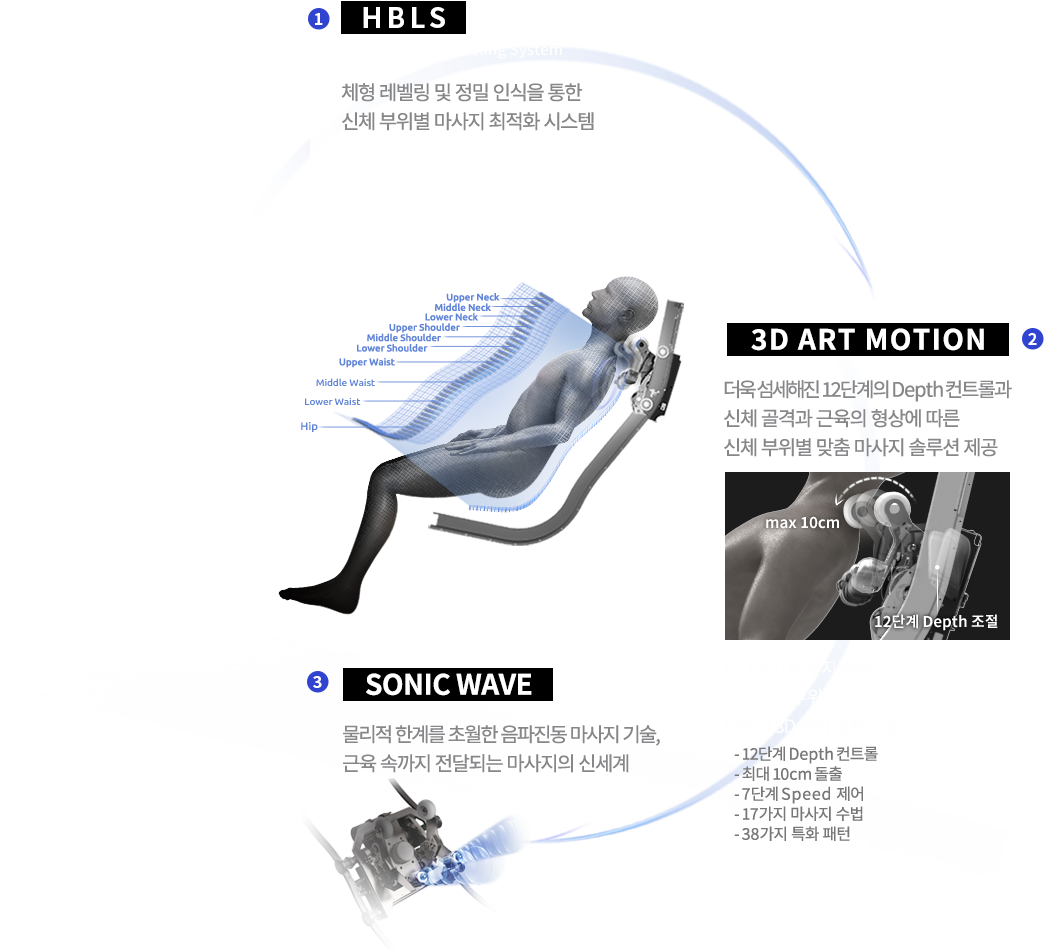 1 HBLS
ing System
체형 레벨링 및 정밀 인식을 통한
신체 부위별 마사지 최적화 시스템
Upper Neck
Middle Neck
Lower Neck
Upper Shoulder
Middle Shoulder
Lower Shoulder
Upper Waist
Middle Waist
Lower Waist
Hip
3D ART MOTION 2
더욱 섬세해진 12단계의 Depth 컨트롤과
신체 골격과 근육의 형상에 따른
신체 부위별 맞춤 마사지 솔루션 제공
max 10cm
12단계 Depth 조절
3 SONIC WAVE
물리적 한계를 초월한 음파진동 마사지 기술,
근육 속까지 전달되는 마사지의 신세계
3D
- 12단계 Depth 컨트롤
- 최대 10cm 돌출
- 7단계 Speed 제어
- 17가지 마사지 수법
- 38가지 특화 패턴